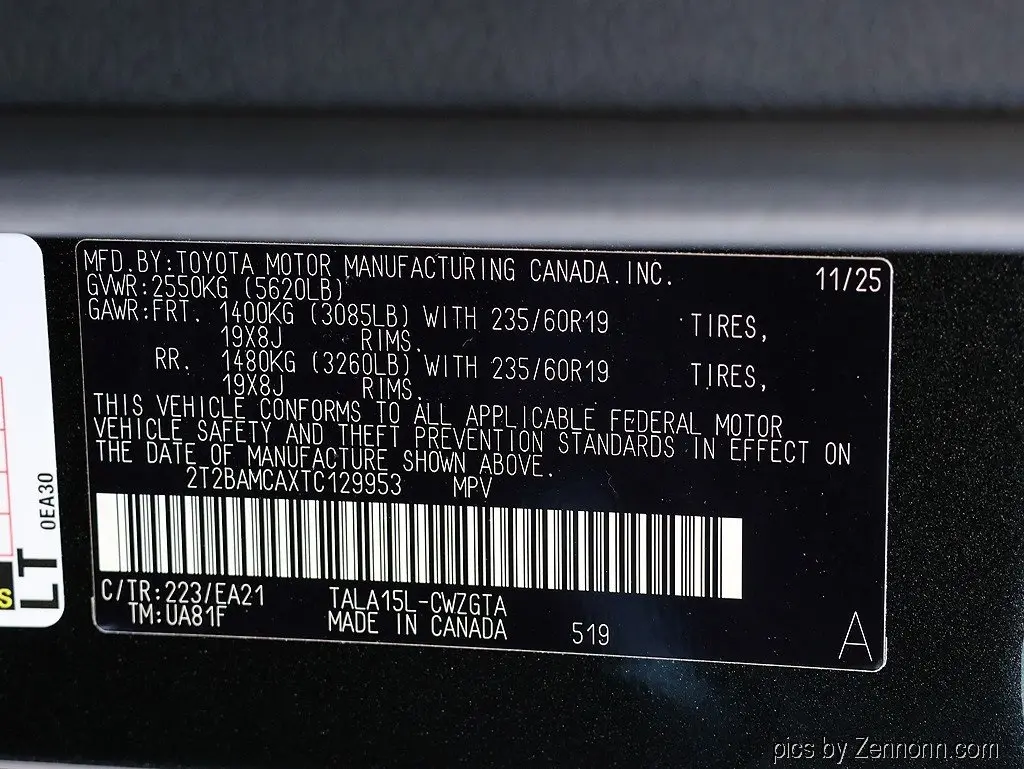 MFD.BY:TOYOTA MOTOR MANUFACTURING CANADA.INC. 11/25
GVWR:2550KG (5620LB)
GAWR:FRT. 1400KG (3085LB) WITH 235/60R19 TIRES,
19X8J RIMS.
RR. 1480KG (3260LB) WITH 235/60R19 TIRES,
19X8J RIMS.
THIS VEHICLE CONFORMS TO ALL APPLICABLE FEDERAL MOTOR
VEHICLE SAFETY AND THEFT PREVENTION STANDARDS IN EFFECT ON
THE DATE OF MANUFACTURE SHOWN ABOVE.
2T2BAMCAXTC129953 MPV
C/TR:223/EA21 TALA15L-CWZGTA
TM:UA81F MADE IN CANADA 519 A
0EA30
LT
S
pics by Zennonn.com